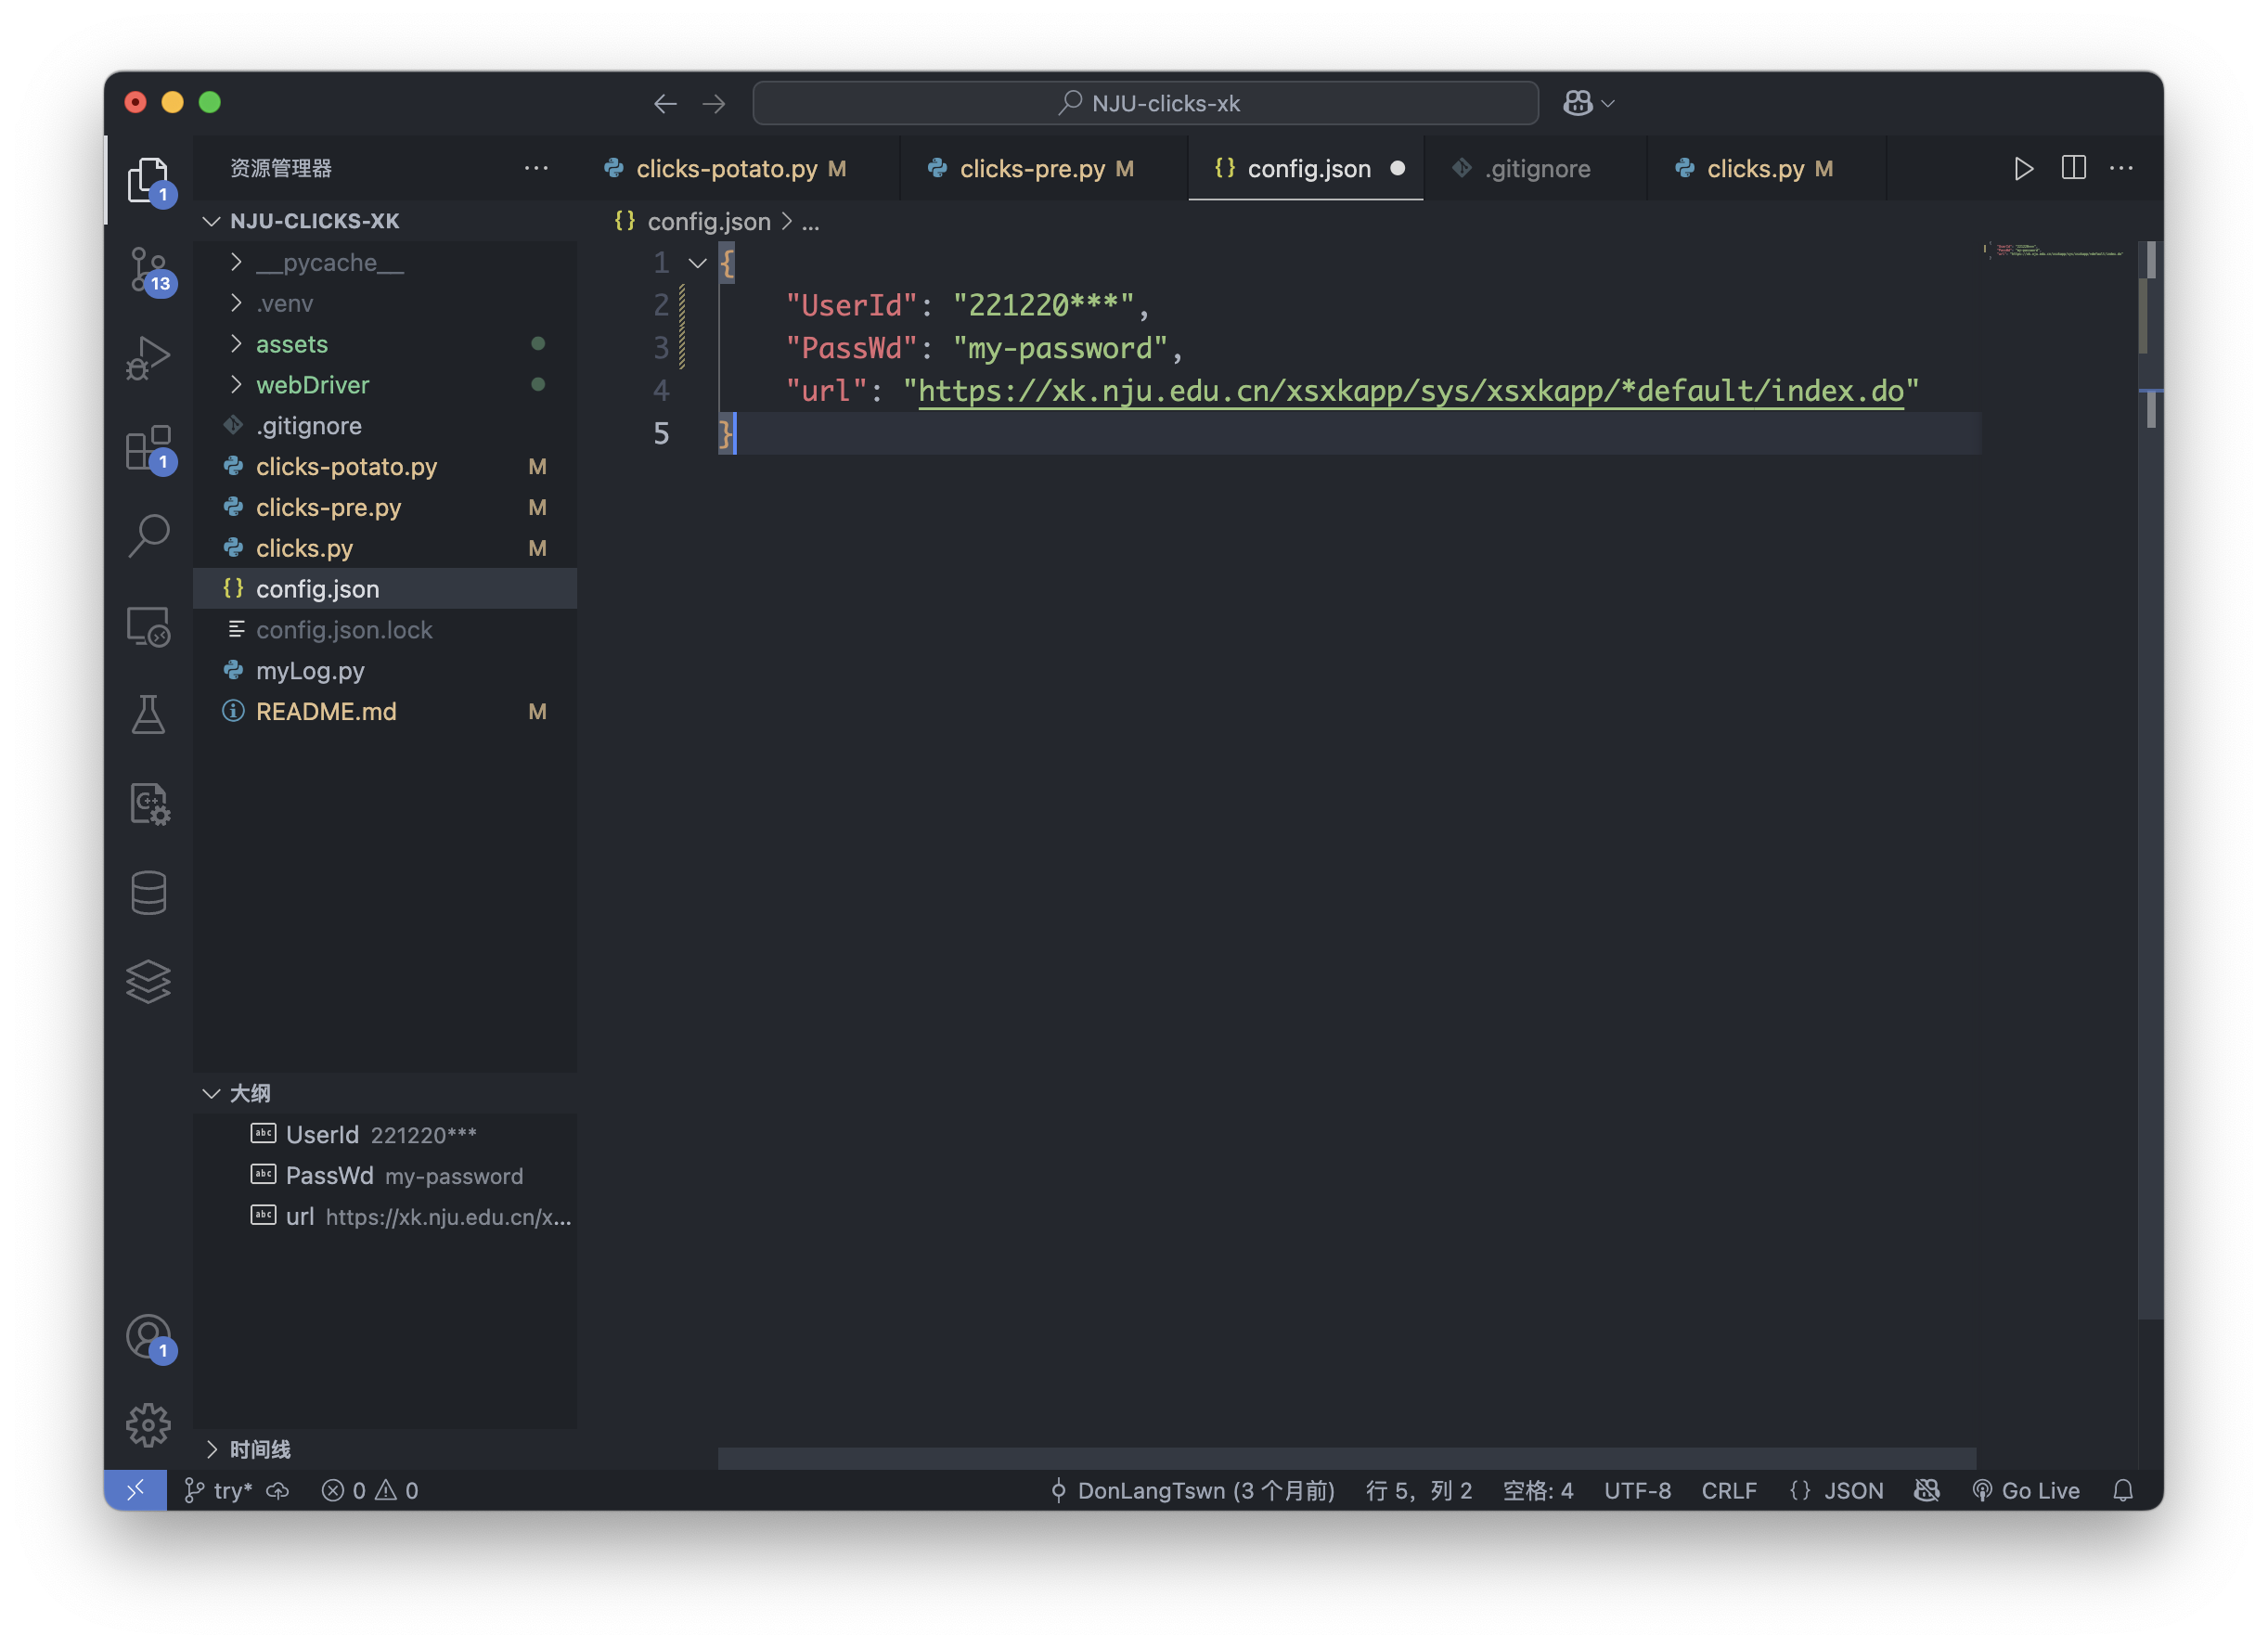 NJU-clicks-xk
资源管理器
clicks-potato.py M
clicks-pre.py M
{} config.json
.gitignore
clicks.py M
1
NJU-CLICKS-XK
__pycache__
.venv
assets
webDriver
.gitignore
clicks-potato.py M
clicks-pre.py M
clicks.py M
{} config.json
config.json.lock
myLog.py
README.md M
13
1
{} config.json > ...
1 {
2 "UserId": "221220***",
3 "PassWd": "my-password",
4 "url": "https://xk.nju.edu.cn/xsxkapp/sys/xsxkapp/*default/index.do"
5 }
大纲
abc UserId 221220***
abc PassWd my-password
abc url https://xk.nju.edu.cn/x...
1
时间线
try* 0 0
DonLangTswn (3 个月前) 行 5，列 2 空格: 4 UTF-8 CRLF {} JSON Go Live